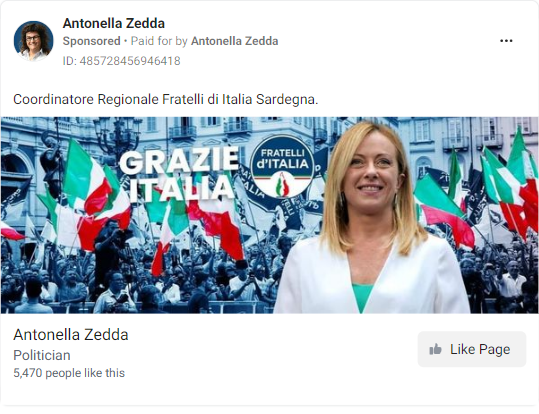 Antonella Zedda
Sponsored • Paid for by Antonella Zedda
ID: 485728456946418
Coordinatore Regionale Fratelli di Italia Sardegna.
GRAZIE
ITALIA
FRATELLI
d'ITALIA
Antonella Zedda
Politician
5,470 people like this
Like Page